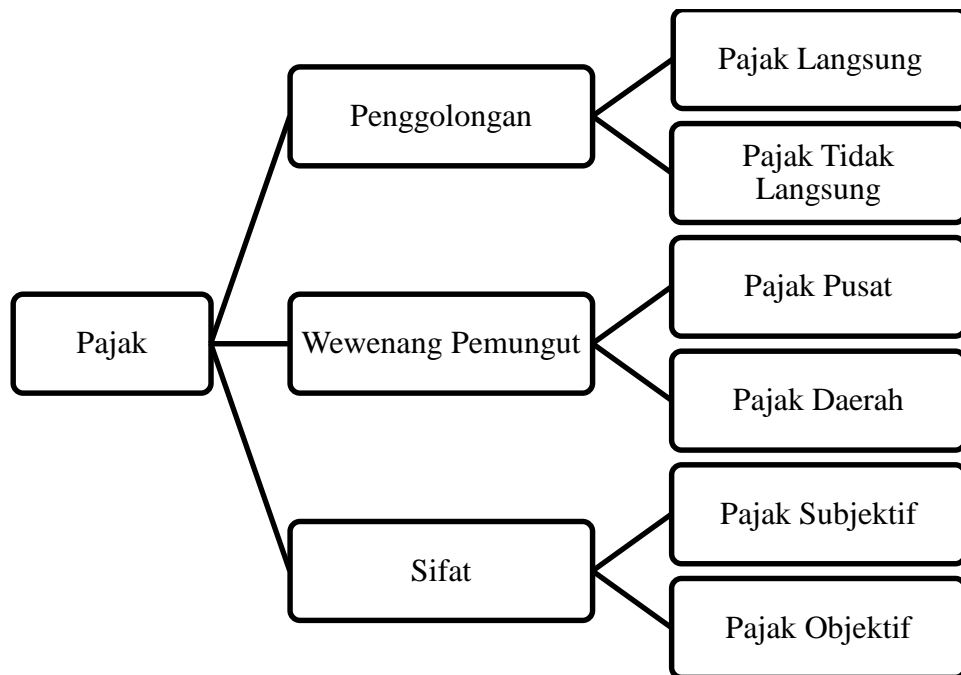 Pajak
Penggolongan
Pajak Langsung
Pajak Tidak
Langsung
Wewenang Pemungut
Pajak Pusat
Pajak Daerah
Sifat
Pajak Subjektif
Pajak Objektif